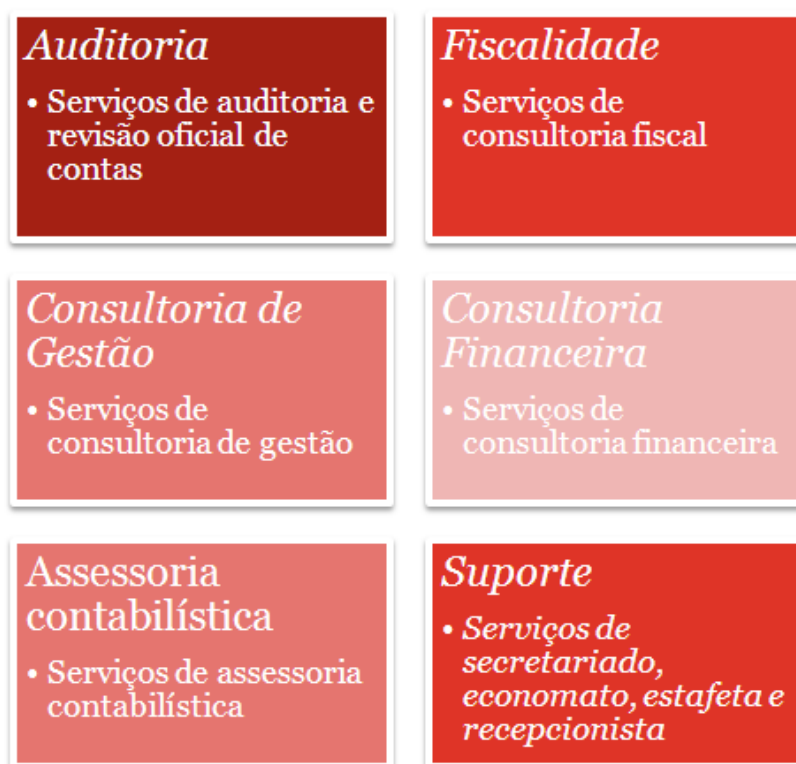 Auditoria
• Serviços de auditoria e
revisão oficial de
contas
Fiscalidade
• Serviços de
consultoria fiscal
Consultoria de
Gestão
• Serviços de
consultoria de gestão
Consultoria
Financeira
• Serviços de
consultoria financeira
Assessoria
contabilística
• Serviços de assessoria
contabilística
Suporte
• Serviços de
secretariado,
economato, estafeta e
recepcionista